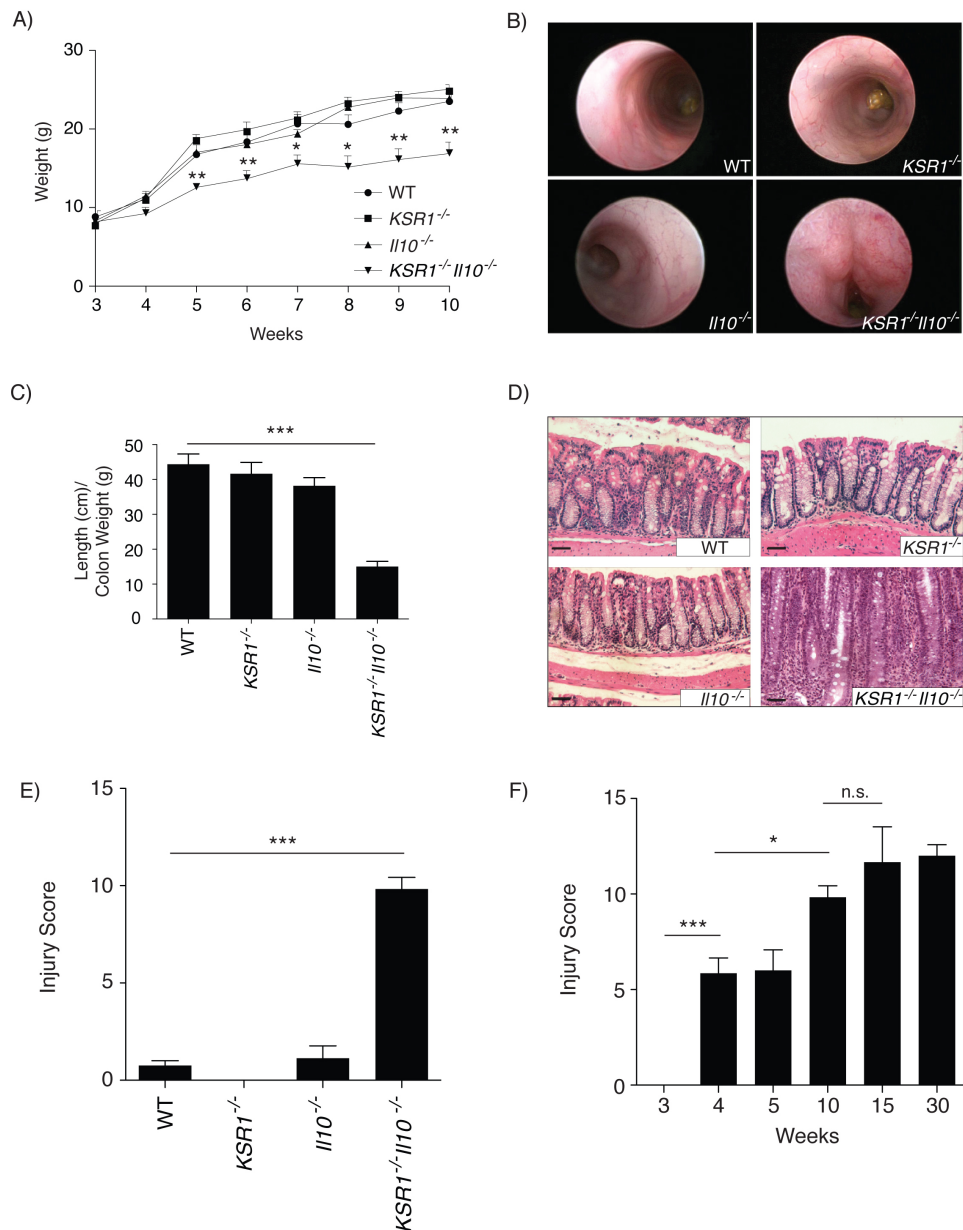 A)
30
20
10
0
Weight (g)
3 4 5 6 7 8 9 10
Weeks
** ** * * ** **
WT
KSR1-/-
Il10-/-
KSR1-/- Il10-/-
B)
WT
KSR1-/-
Il10-/-
KSR1-/-Il10-/-
C)
50
40
30
20
10
0
Length (cm)/
Colon Weight (g)
***
WT
KSR1-/-
Il10-/-
KSR1-/-Il10-/-
D)
WT
KSR1-/-
Il10-/-
KSR1-/-Il10-/-
E)
15
10
5
0
Injury Score
***
WT
KSR1-/-
Il10-/-
KSR1-/-Il10-/-
F)
15
10
5
0
Injury Score
***
*
n.s.
3 4 5 10 15 30
Weeks